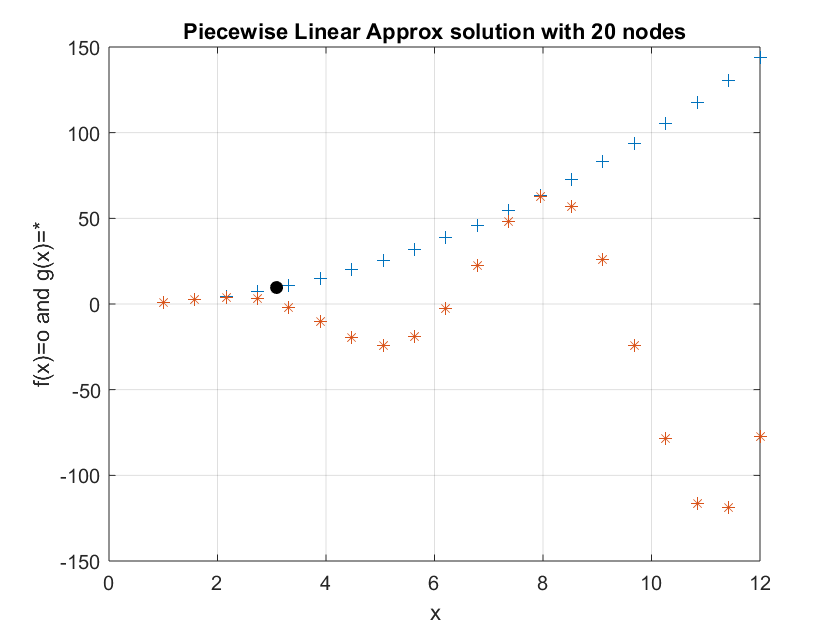 Piecewise Linear Approx solution with 20 nodes
150
100
50
0
-50
-100
-150
f(x)=o and g(x)=*
0 2 4 6 8 10 12
x